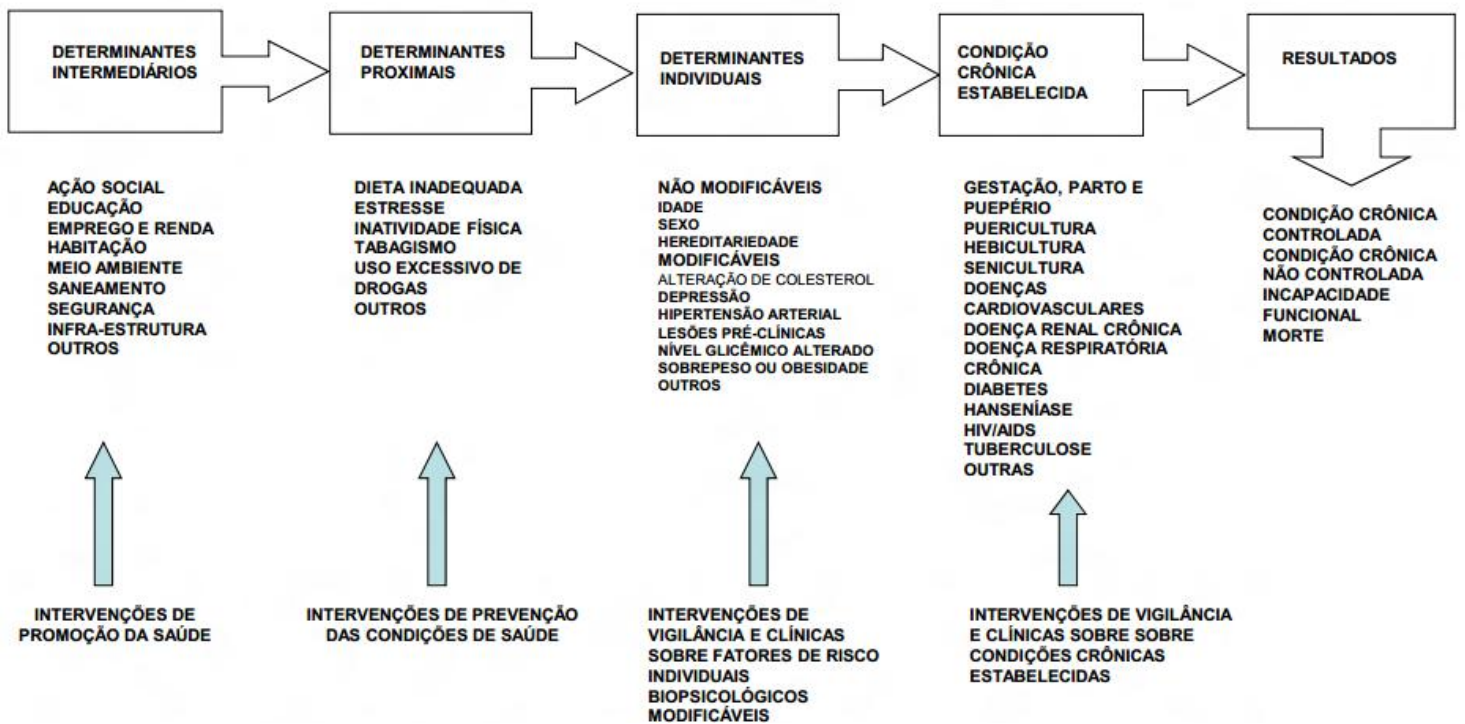 DETERMINANTES
INTERMEDIÁRIOS
DETERMINANTES
PROXIMAIS
DETERMINANTES
INDIVIDUAIS
CONDIÇÃO
CRÔNICA
ESTABELECIDA
RESULTADOS
AÇÃO SOCIAL
EDUCAÇÃO
EMPREGO E RENDA
HABITAÇÃO
MEIO AMBIENTE
SANEAMENTO
SEGURANÇA
INFRA-ESTRUTURA
OUTROS
DIETA INADEQUADA
ESTRESSE
INATIVIDADE FÍSICA
TABAGISMO
USO EXCESSIVO DE
DROGAS
OUTROS
NÃO MODIFICÁVEIS
IDADE
SEXO
HEREDITARIEDADE
MODIFICÁVEIS
ALTERAÇÃO DE COLESTEROL
DEPRESSÃO
HIPERTENSÃO ARTERIAL
LESÕES PRÉ-CLÍNICAS
NÍVEL GLICÊMICO ALTERADO
SOBREPESO OU OBESIDADE
OUTROS
GESTAÇÃO, PARTO E
PUEPÉRIO
PUERICULTURA
HEBICULTURA
SENICULTURA
DOENÇAS
CARDIOVASCULARES
DOENÇA RENAL CRÔNICA
DOENÇA RESPIRATÓRIA
CRÔNICA
DIABETES
HANSENÍASE
HIV/AIDS
TUBERCULOSE
OUTRAS
CONDIÇÃO CRÔNICA
CONTROLADA
CONDIÇÃO CRÔNICA
NÃO CONTROLADA
INCAPACIDADE
FUNCIONAL
MORTE
INTERVENÇÕES DE
PROMOÇÃO DA SAÚDE
INTERVENÇÕES DE PREVENÇÃO
DAS CONDIÇÕES DE SAÚDE
INTERVENÇÕES DE
VIGILÂNCIA E CLÍNICAS
SOBRE FATORES DE RISCO
INDIVIDUAIS
BIOPSICOLÓGICOS
MODIFICÁVEIS
INTERVENÇÕES DE VIGILÂNCIA
E CLÍNICAS SOBRE SOBRE
CONDIÇÕES CRÔNICAS
ESTABELECIDAS